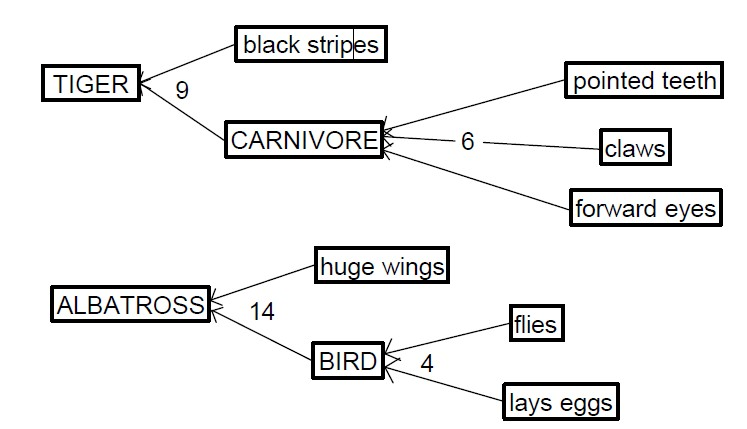 black stripes
TIGER
9
pointed teeth
CARNIVORE
6
claws
forward eyes
huge wings
ALBATROSS
14
flies
BIRD
4
lays eggs